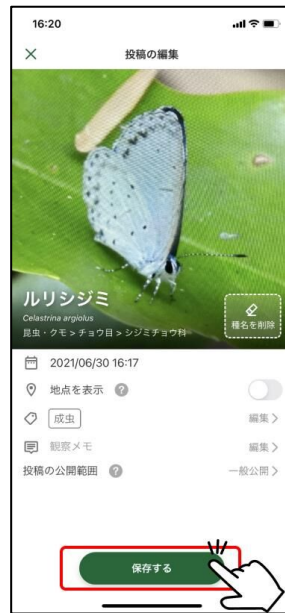 16:20
投稿の編集
ルリシジミ
Celastrina argiolus
昆虫・クモ > チョウ目 > シジミチョウ科
種名を削除
2021/06/30 16:17
地点を表示 ?
成虫 編集 >
観察メモ 編集 >
投稿の公開範囲 ? 一般公開 >
保存する